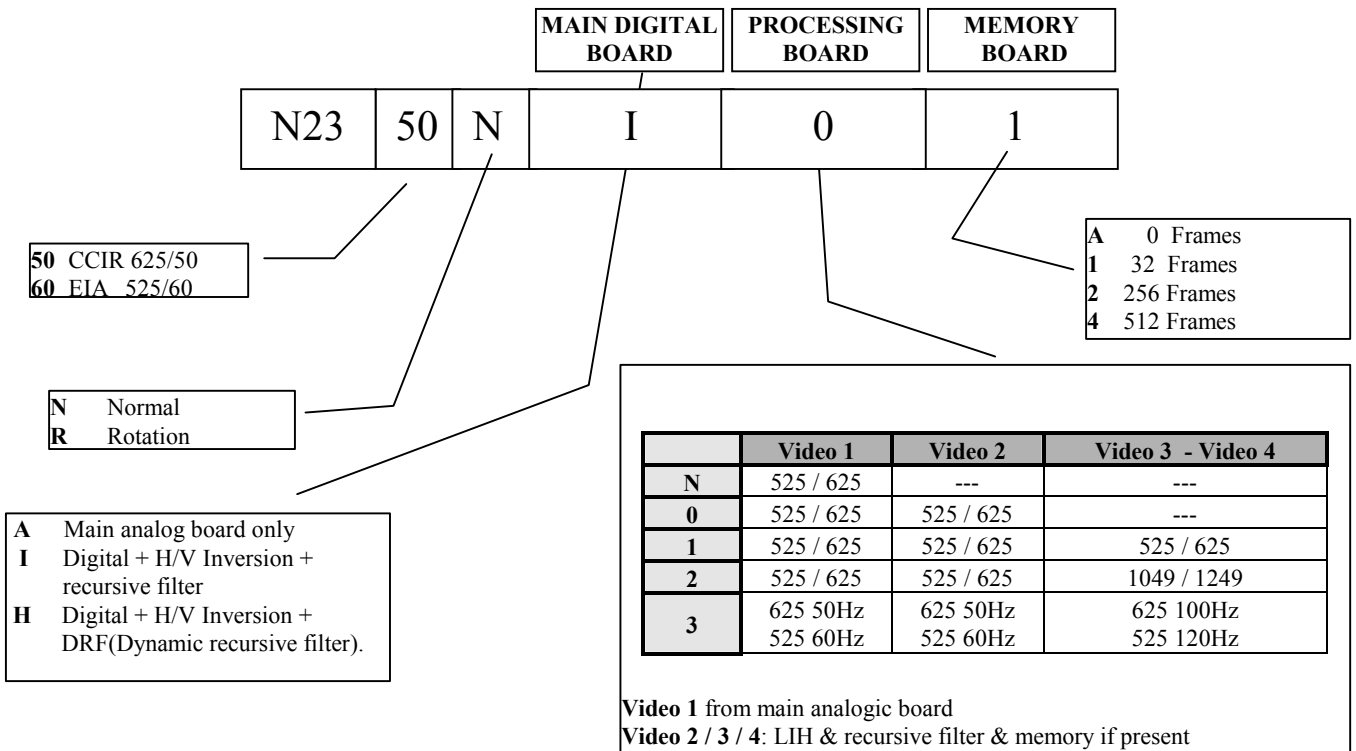 MAIN DIGITAL BOARD
PROCESSING BOARD
MEMORY BOARD
N23 50 N I 0 1
50 CCIR 625/50
60 EIA 525/60
A 0 Frames
1 32 Frames
2 256 Frames
4 512 Frames
N Normal
R Rotation
A Main analog board only
I Digital + H/V Inversion +
recursive filter
H Digital + H/V Inversion +
DRF(Dynamic recursive filter).
Video 1 Video 2 Video 3 - Video 4
N 525 / 625 --- ---
0 525 / 625 525 / 625 ---
1 525 / 625 525 / 625 525 / 625
2 525 / 625 525 / 625 1049 / 1249
3 625 50Hz 625 50Hz 625 100Hz
525 60Hz 525 60Hz 525 120Hz
Video 1 from main analogic board
Video 2 / 3 / 4: LIH & recursive filter & memory if present